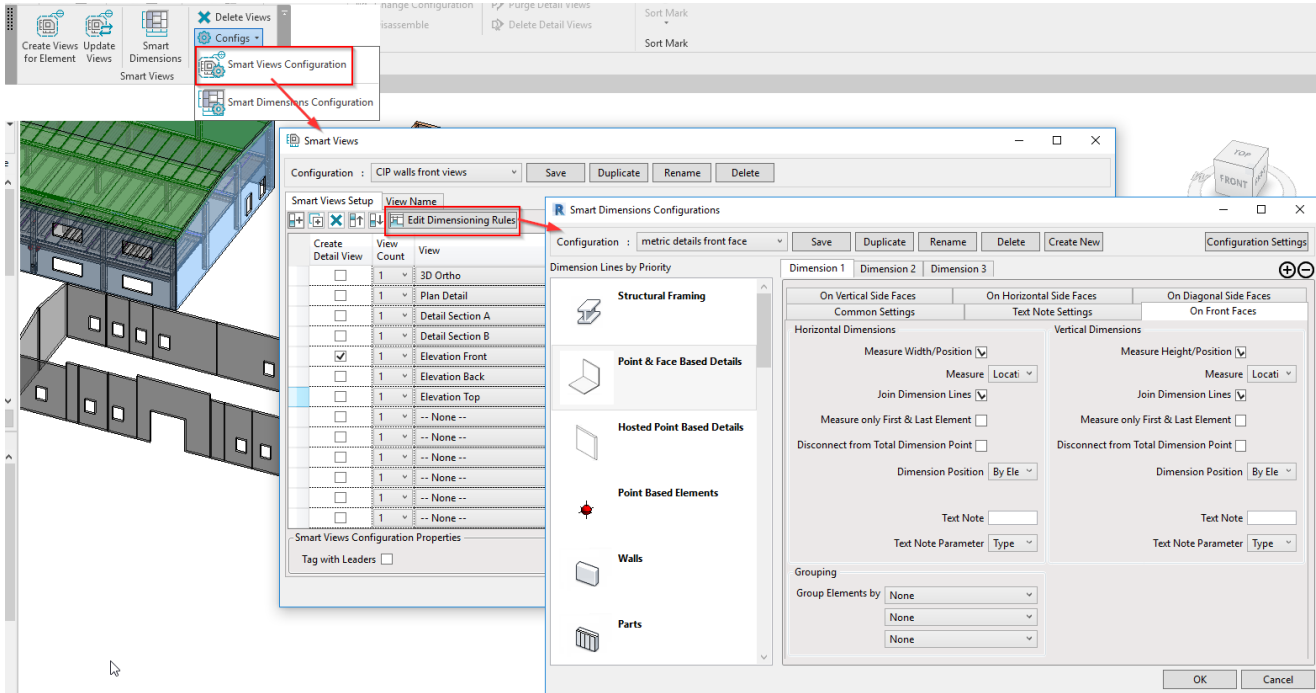 Change Configuration
Purge Detail Views
Sort Mark
Delete Views
Disassemble
Delete Detail Views
Configs
Create Views for Element
Update Views
Smart Dimensions
Sort Mark
Smart Views
Smart Views Configuration
Smart Dimensions Configuration
TOP
FRONT
Smart Views
Configuration : CIP walls front views Save Duplicate Rename Delete
Smart Views Setup View Name
Edit Dimensioning Rules
Create Detail View
View Count
View
1 3D Ortho
1 Plan Detail
1 Detail Section A
1 Detail Section B
1 Elevation Front
1 Elevation Back
1 Elevation Top
1 -- None --
1 -- None --
1 -- None --
1 -- None --
1 -- None --
1 -- None --
Smart Views Configuration Properties
Tag with Leaders
R Smart Dimensions Configurations
Configuration : metric details front face Save Duplicate Rename Delete Create New Configuration Settings
Dimension Lines by Priority
Structural Framing
Point & Face Based Details
Hosted Point Based Details
Point Based Elements
Walls
Parts
Dimension 1 Dimension 2 Dimension 3
On Vertical Side Faces On Horizontal Side Faces On Diagonal Side Faces
Common Settings Text Note Settings On Front Faces
Horizontal Dimensions
Measure Width/Position
Measure Locati
Join Dimension Lines
Measure only First & Last Element
Disconnect from Total Dimension Point
Dimension Position By Ele
Text Note
Text Note Parameter Type
Vertical Dimensions
Measure Height/Position
Measure Locati
Join Dimension Lines
Measure only First & Last Element
Disconnect from Total Dimension Point
Dimension Position By Ele
Text Note
Text Note Parameter Type
Grouping
Group Elements by None
None
None
OK Cancel